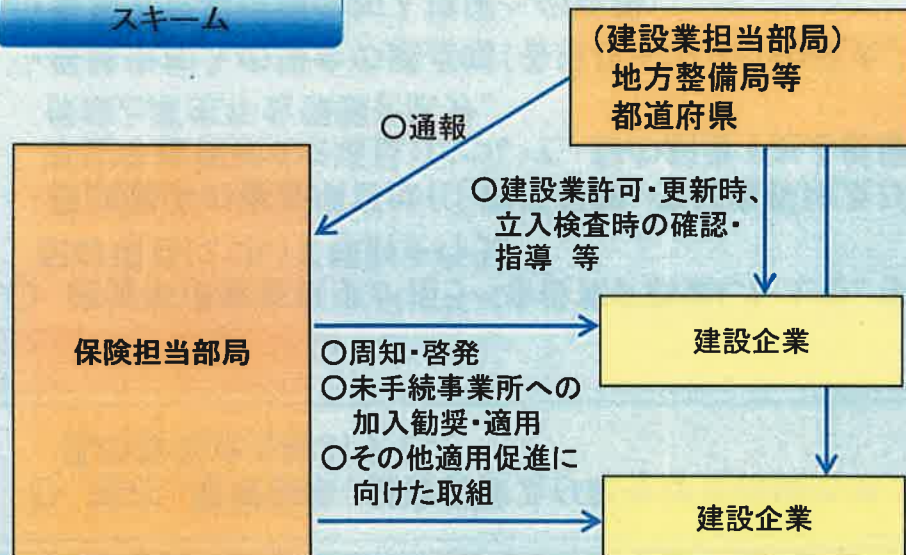 スキーム
(建設業担当部局)
地方整備局等
都道府県
○通報
○建設業許可・更新時、
立入検査時の確認・
指導 等
保険担当部局
○周知・啓発
○未手続事業所への
加入勧奨・適用
○その他適用促進に
向けた取組
建設企業
建設企業